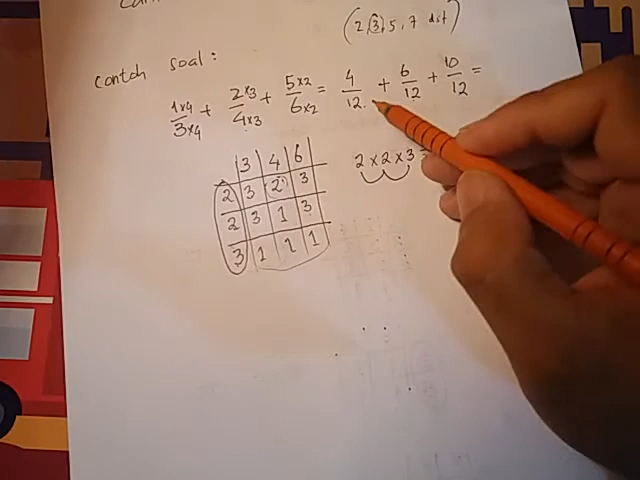 (2,3,5,7 dst)
Contoh soal:
1x4/3x4 + 2x3/4x3 + 5x2/6x2 = 4/12 + 6/12 + 10/12 =
3 4 6
2 3 2 3
2 3 1 3
3 1 1 1
2 x 2 x 3